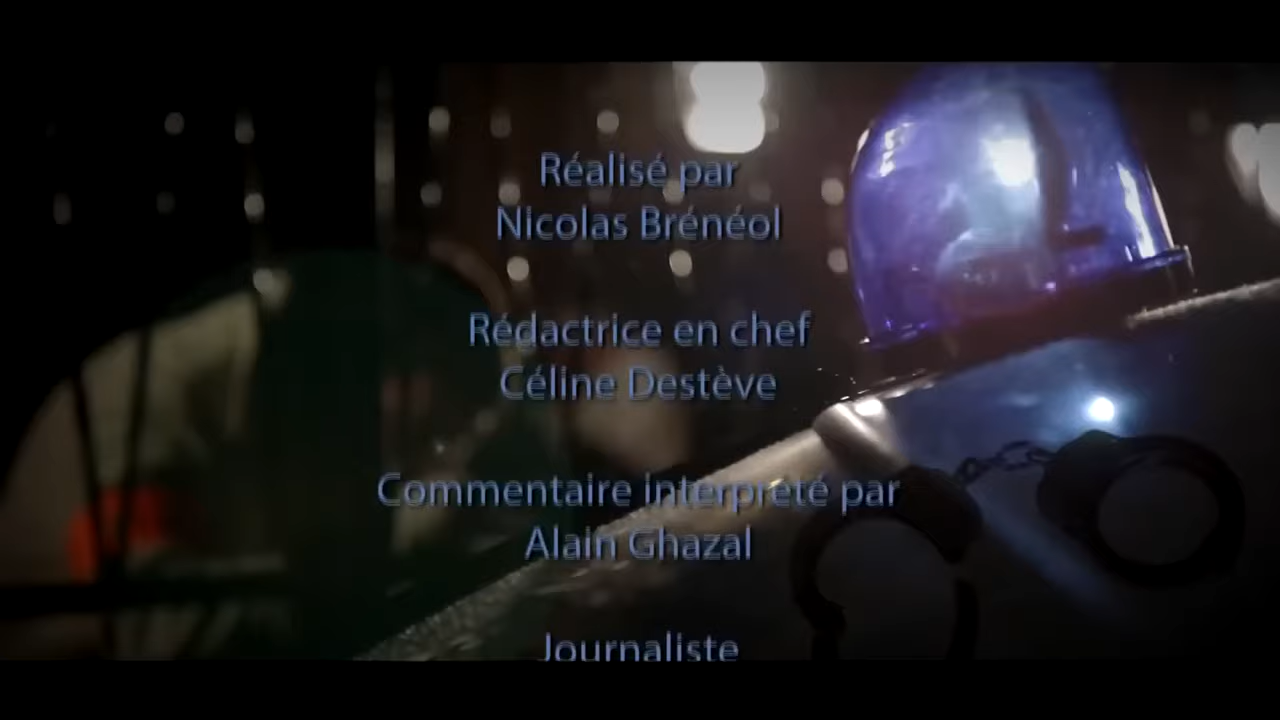 Réalisé par
Nicolas Brénéol
Rédactrice en chef
Céline Destève
Commentaire interprété par
Alain Ghazal
Journaliste